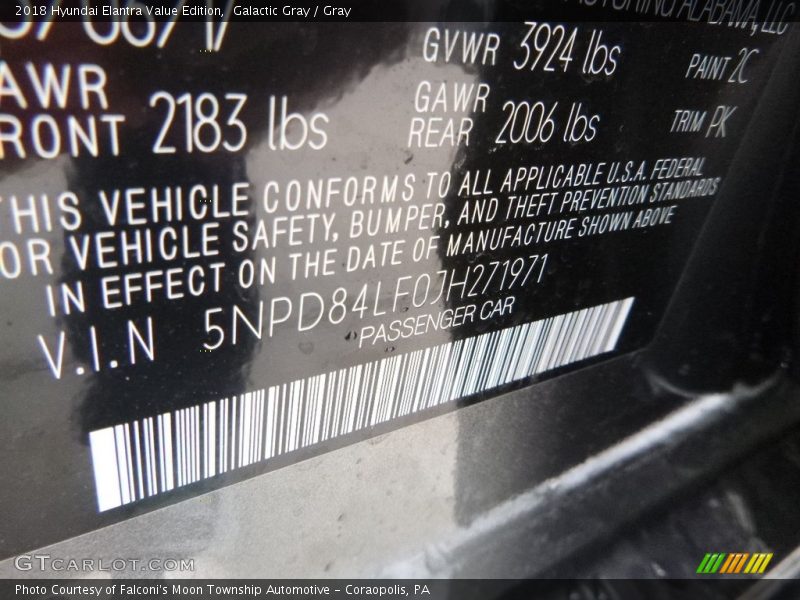 2018 Hyundai Elantra Value Edition, Galactic Gray / Gray
ALABAMA, LLC
GVWR 3924 lbs
PAINT 2C
GAWR
FRONT 2183 lbs
GAWR
REAR 2006 lbs
TRIM PK
THIS VEHICLE CONFORMS TO ALL APPLICABLE U.S.A. FEDERAL
OR VEHICLE SAFETY, BUMPER, AND THEFT PREVENTION STANDARDS
IN EFFECT ON THE DATE OF MANUFACTURE SHOWN ABOVE
V.I.N 5NPD84LF0JH271971
PASSENGER CAR
GTCARLOT.COM
Photo Courtesy of Falconi's Moon Township Automotive - Coraopolis, PA